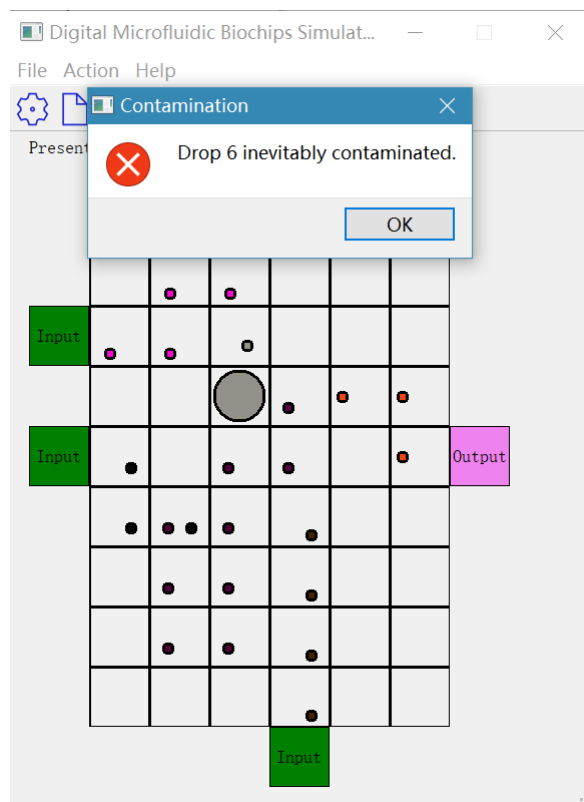 Digital Microfluidic Biochips Simulat...
File Action Help
Contamination
Present
Drop 6 inevitably contaminated.
OK
Input
Input
Output
Input